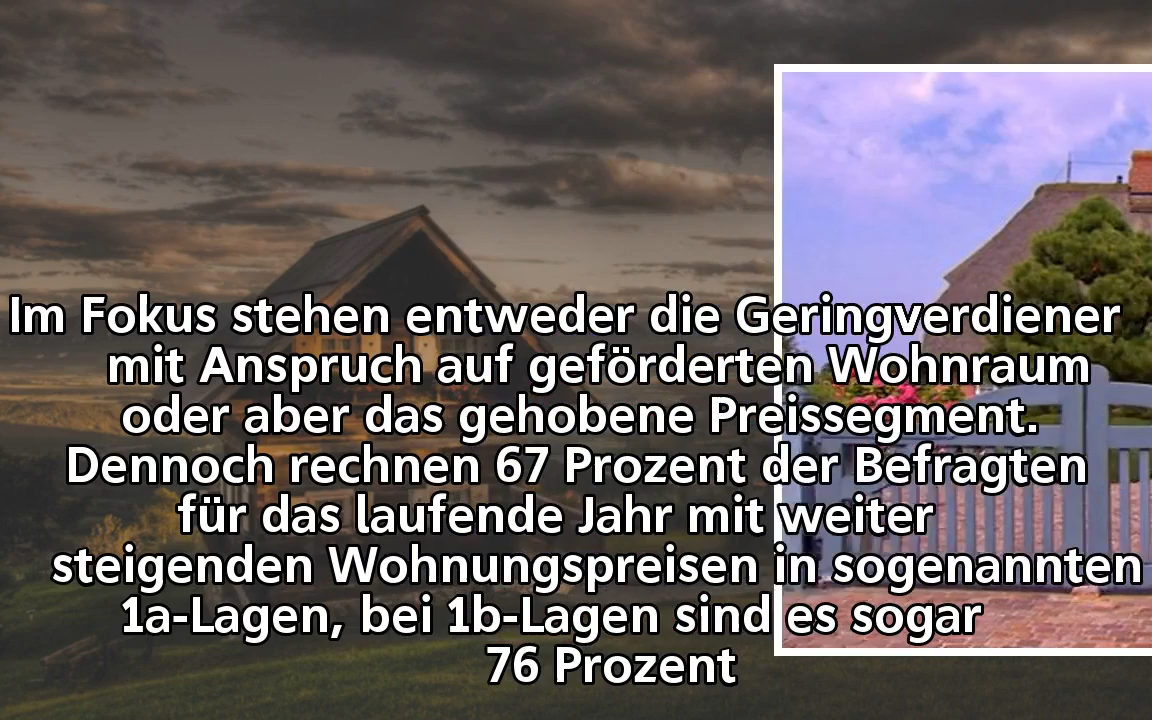 Im Fokus stehen entweder die Geringverdiener
mit Anspruch auf geförderten Wohnraum
oder aber das gehobene Preissegment.
Dennoch rechnen 67 Prozent der Befragten
für das laufende Jahr mit weiter
steigenden Wohnungspreisen in sogenannten
1a-Lagen, bei 1b-Lagen sind es sogar
76 Prozent